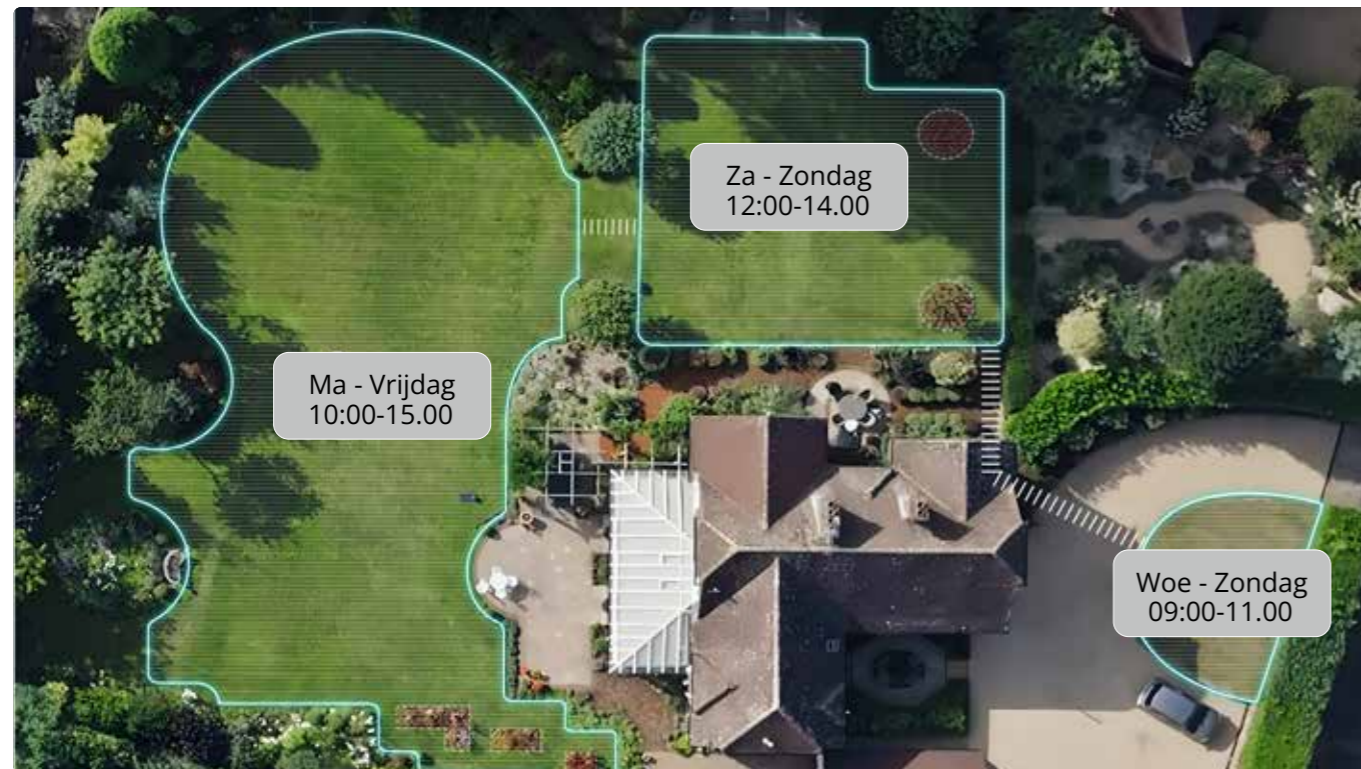 Za - Zondag
12:00-14.00
Ma - Vrijdag
10:00-15.00
Woe - Zondag
09:00-11.00